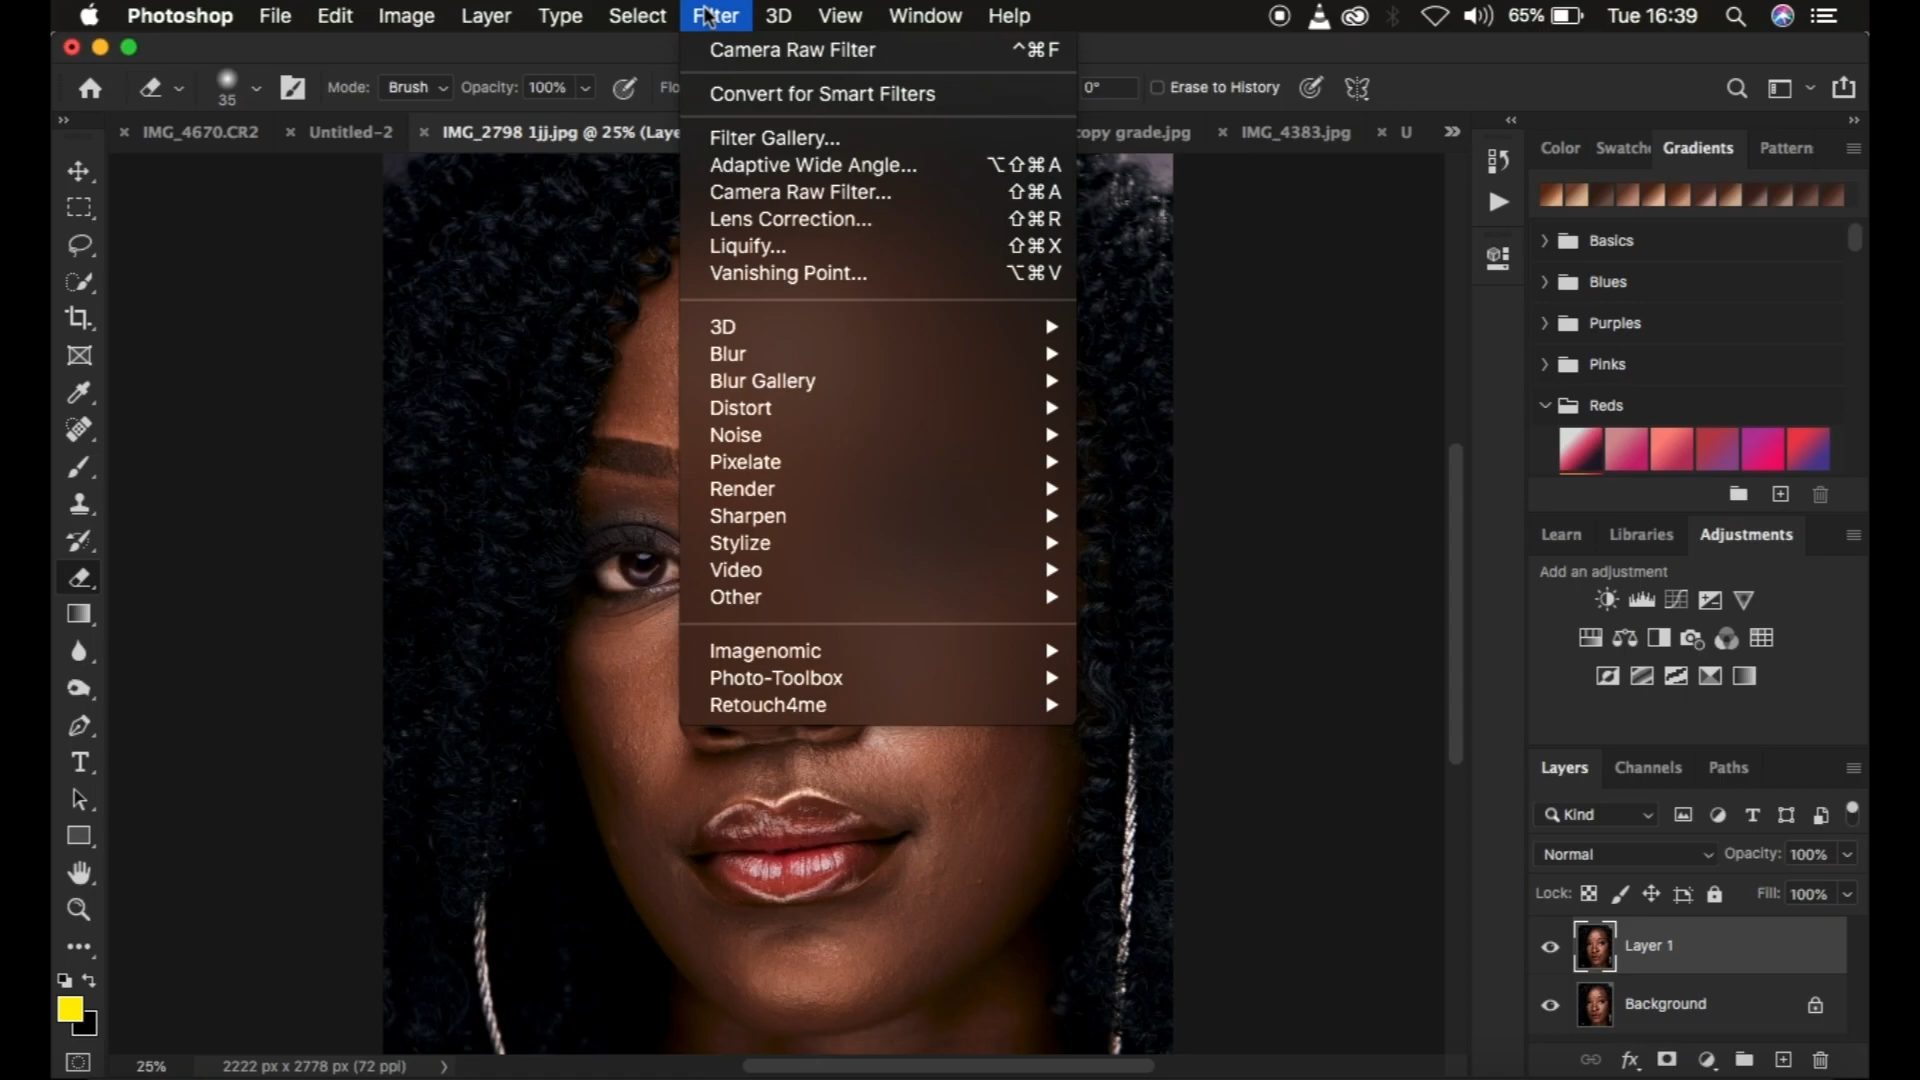 Photoshop File Edit Image Layer Type Select Filter 3D View Window Help 65% Tue 16:39
35 Mode: Brush Opacity: 100% Flo 0° Erase to History
IMG_4670.CR2 Untitled-2 IMG_2798 1jj.jpg @ 25% (Laye copy grade.jpg IMG_4383.jpg U
Camera Raw Filter ^⌘F
Convert for Smart Filters
Filter Gallery...
Adaptive Wide Angle... ⌥⇧⌘A
Camera Raw Filter... ⇧⌘A
Lens Correction... ⇧⌘R
Liquify... ⇧⌘X
Vanishing Point... ⌥⌘V
3D
Blur
Blur Gallery
Distort
Noise
Pixelate
Render
Sharpen
Stylize
Video
Other
Imagenomic
Photo-Toolbox
Retouch4me
Color Swatch Gradients Pattern
Basics
Blues
Purples
Pinks
Reds
Learn Libraries Adjustments
Add an adjustment
Layers Channels Paths
Kind
Normal Opacity: 100%
Lock: Fill: 100%
Layer 1
Background
25% 2222 px x 2778 px (72 ppi)